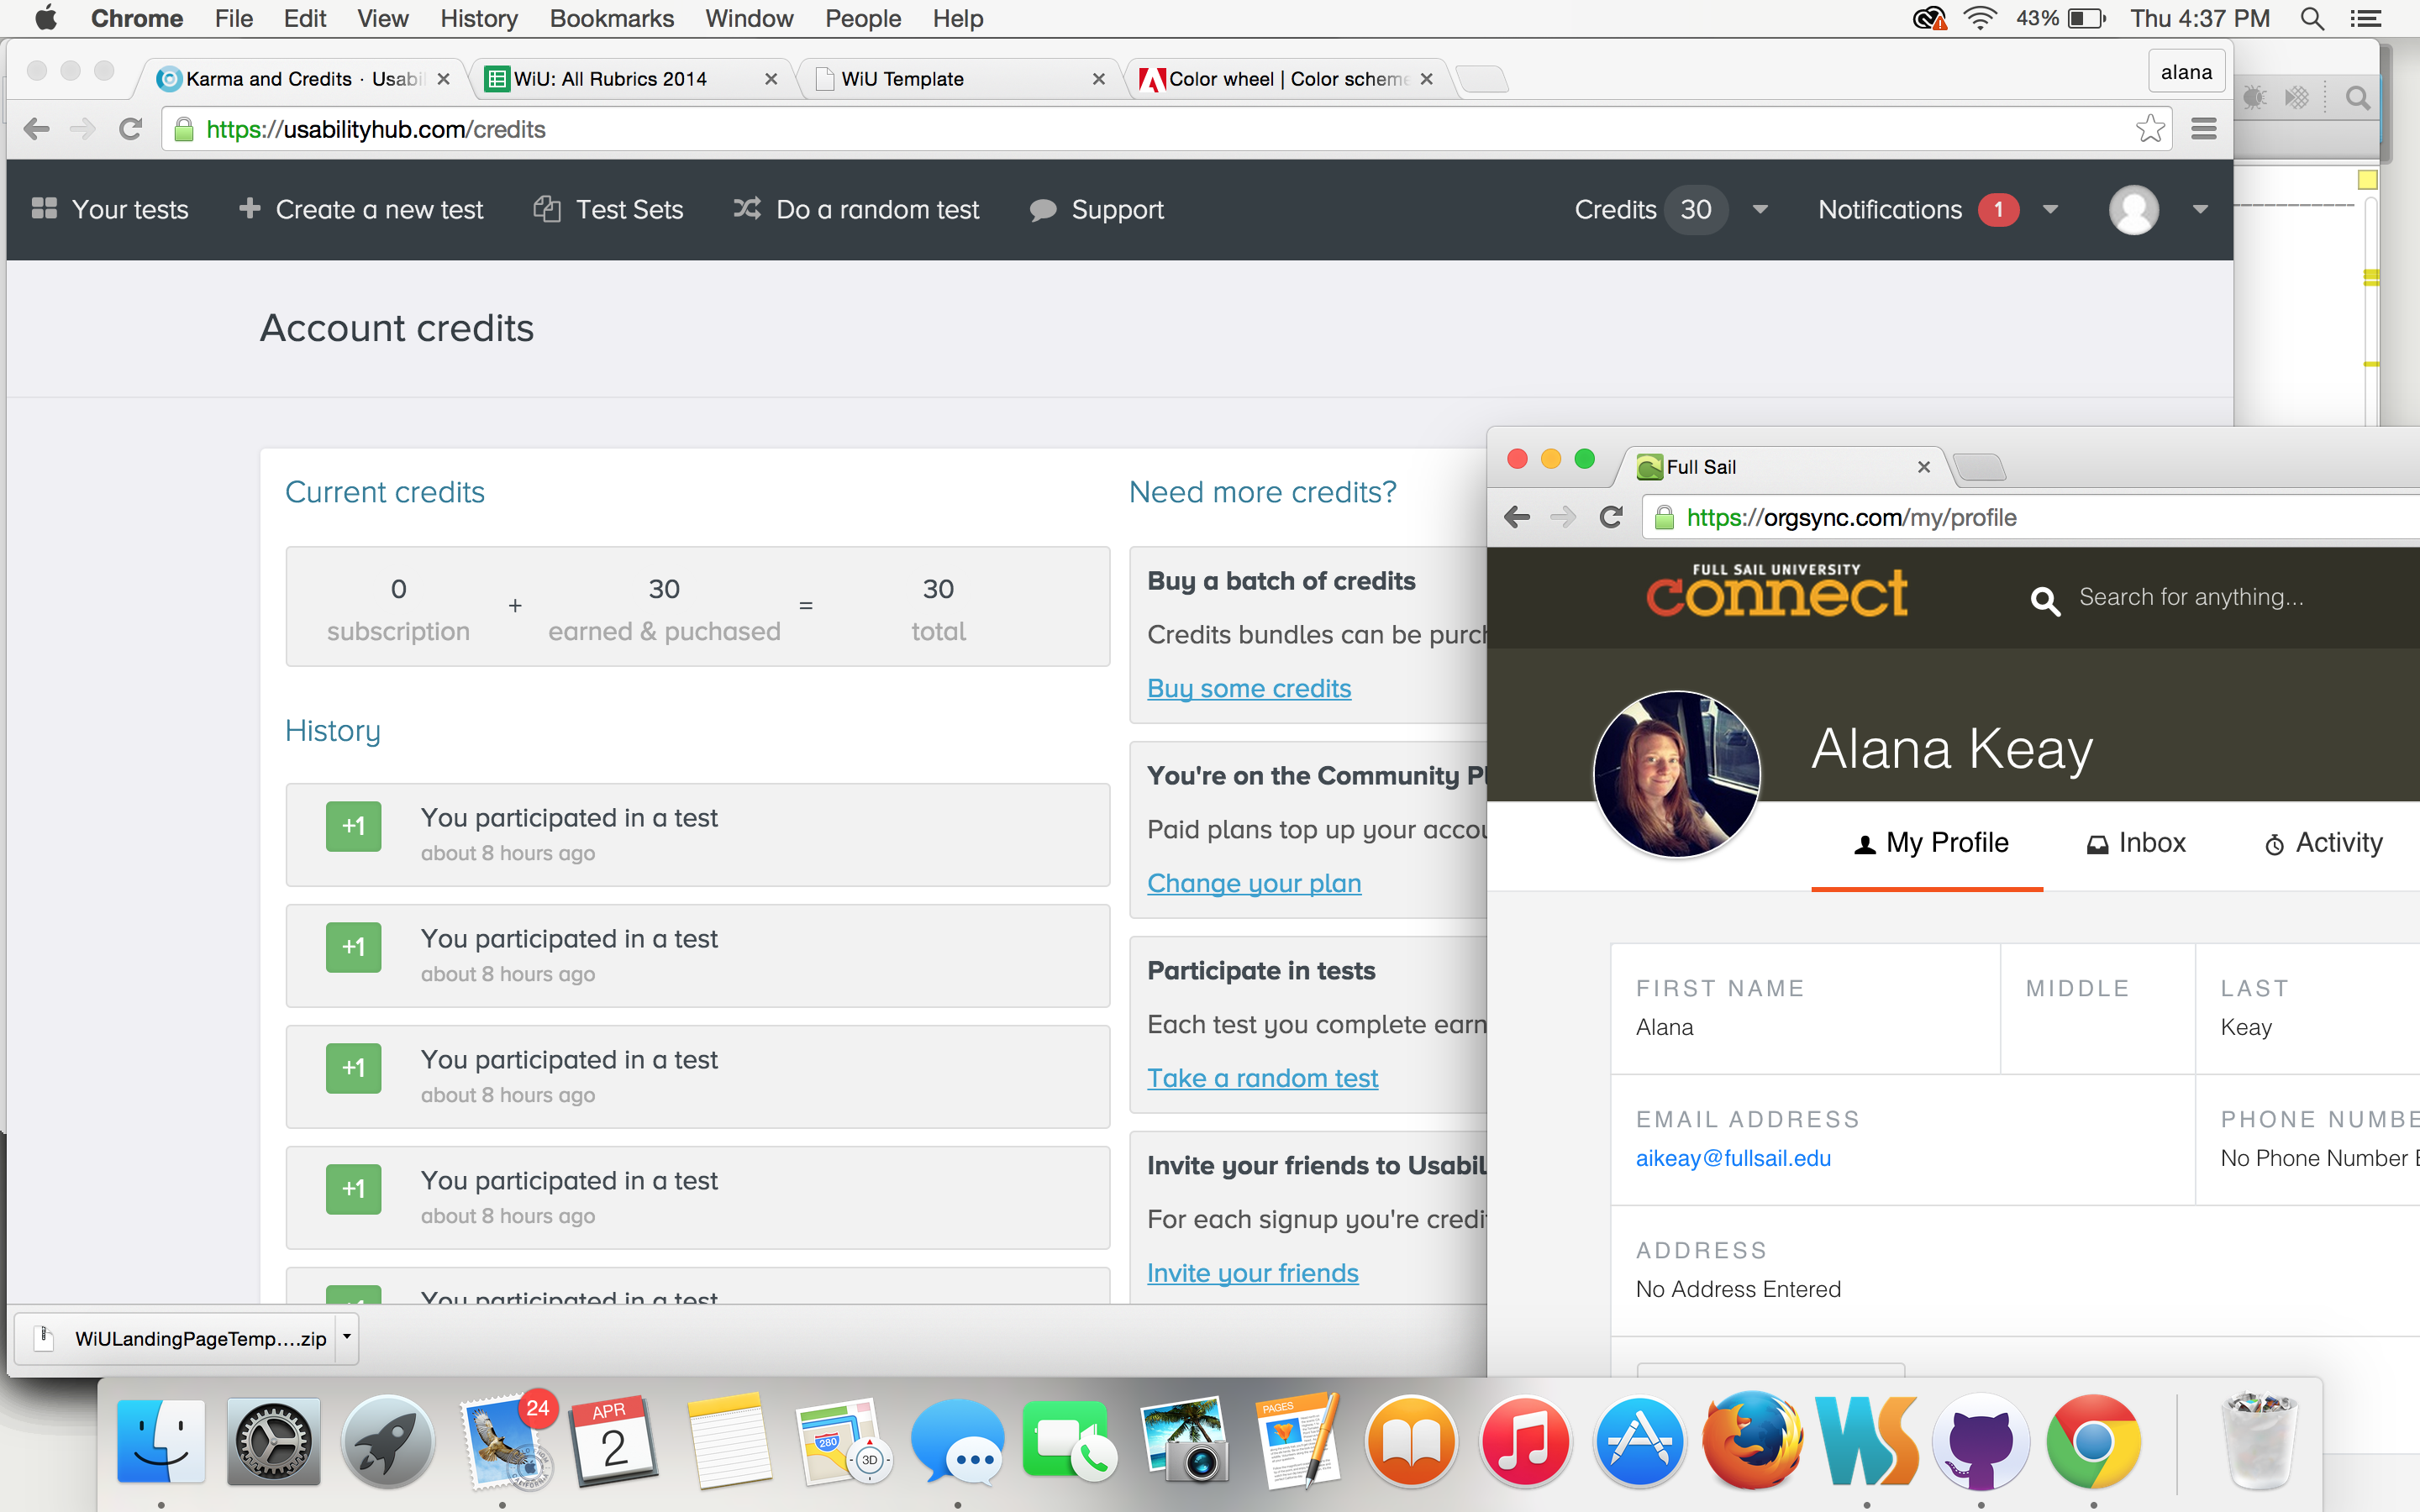 Chrome File Edit View History Bookmarks Window People Help 43% Thu 4:37 PM
Karma and Credits · Usabil WiU: All Rubrics 2014 WiU Template Color wheel | Color scheme alana
https://usabilityhub.com/credits
Your tests Create a new test Test Sets Do a random test Support Credits 30 Notifications 1
Account credits
Current credits
0 + 30 = 30
subscription earned & puchased total
History
+1 You participated in a test
about 8 hours ago
+1 You participated in a test
about 8 hours ago
+1 You participated in a test
about 8 hours ago
+1 You participated in a test
about 8 hours ago
+1 You participated in a test
Need more credits?
Buy a batch of credits
Credits bundles can be purch
Buy some credits
You're on the Community Pl
Paid plans top up your accou
Change your plan
Participate in tests
Each test you complete earn
Take a random test
Invite your friends to Usabil
For each signup you're credit
Invite your friends
WiULandingPageTemp....zip
Full Sail
https://orgsync.com/my/profile
FULL SAIL UNIVERSITY
connect
Search for anything...
Alana Keay
My Profile Inbox Activity
FIRST NAME MIDDLE LAST
Alana Keay
EMAIL ADDRESS PHONE NUMBE
aikeay@fullsail.edu No Phone Number E
ADDRESS
No Address Entered
24
APR
2
280
3D
PAGES
WS